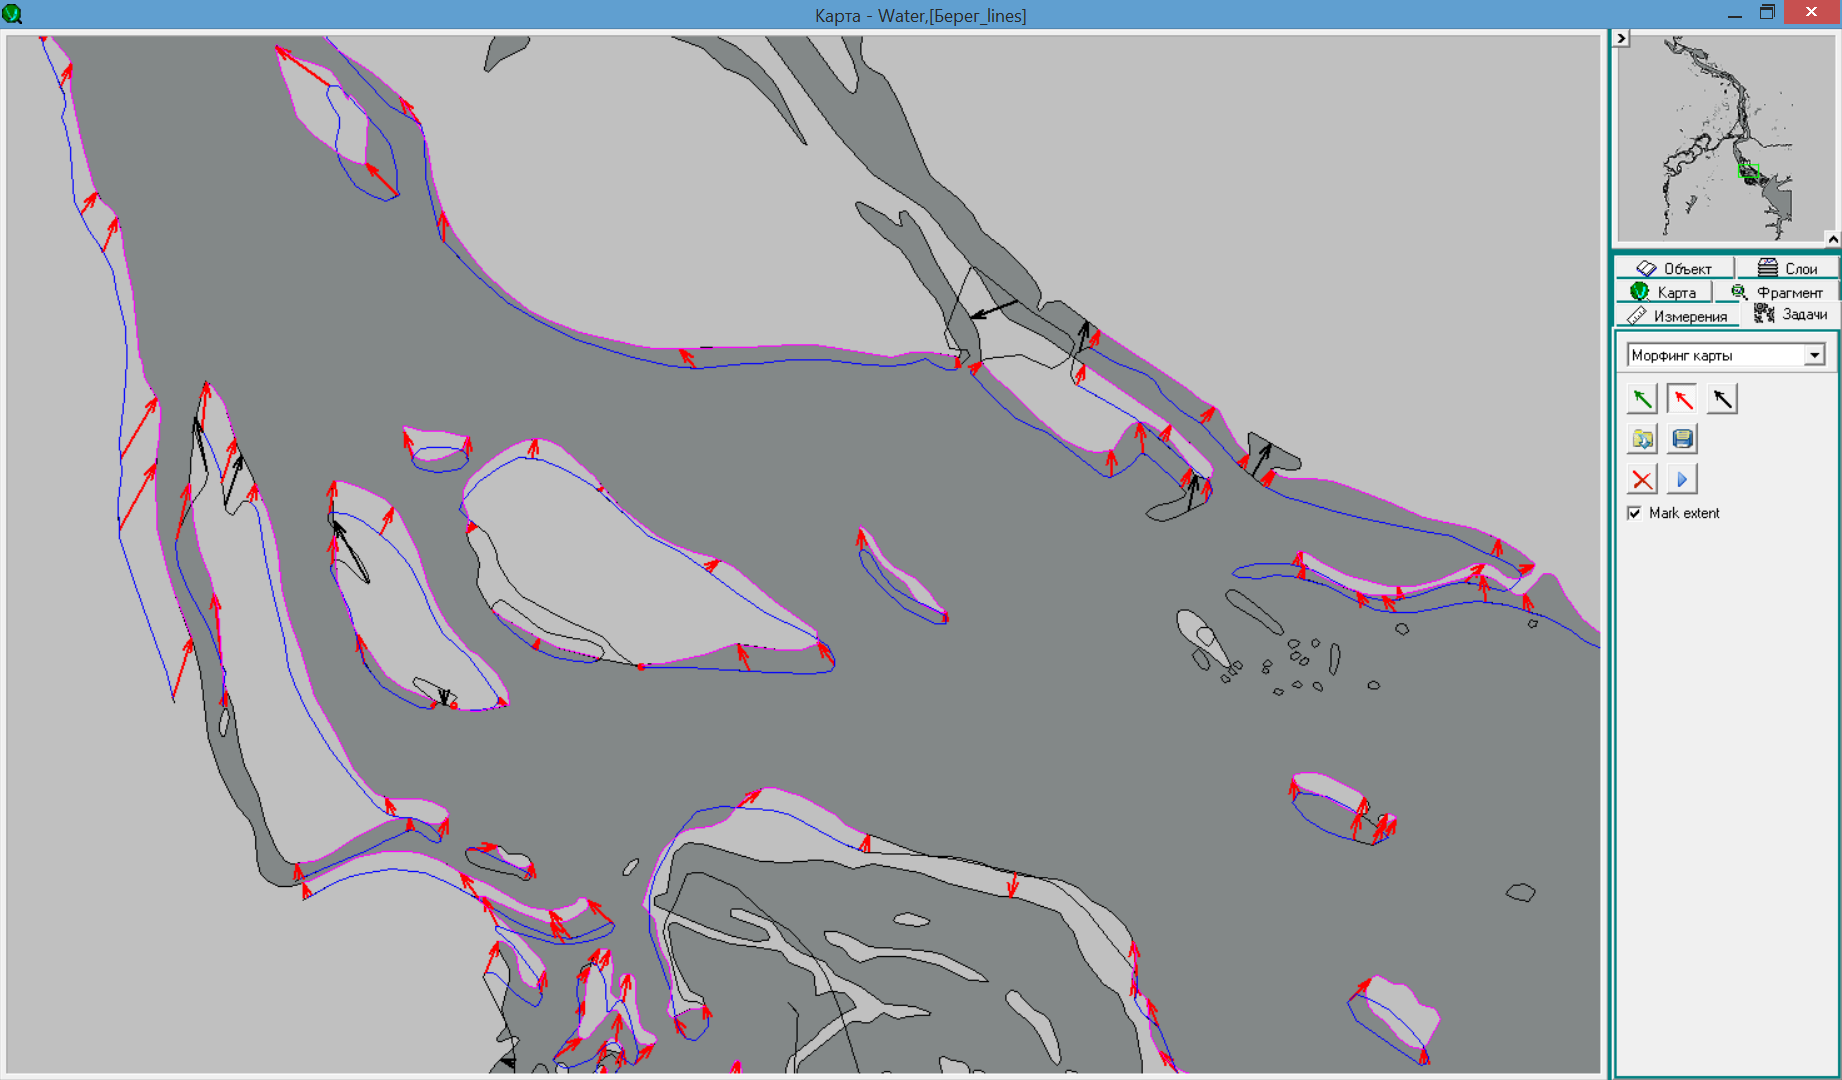 Карта - Water,[Берег_lines]
Объект
Слои
Карта
Фрагмент
Измерения
Задачи
Морфинг карты
Mark extent